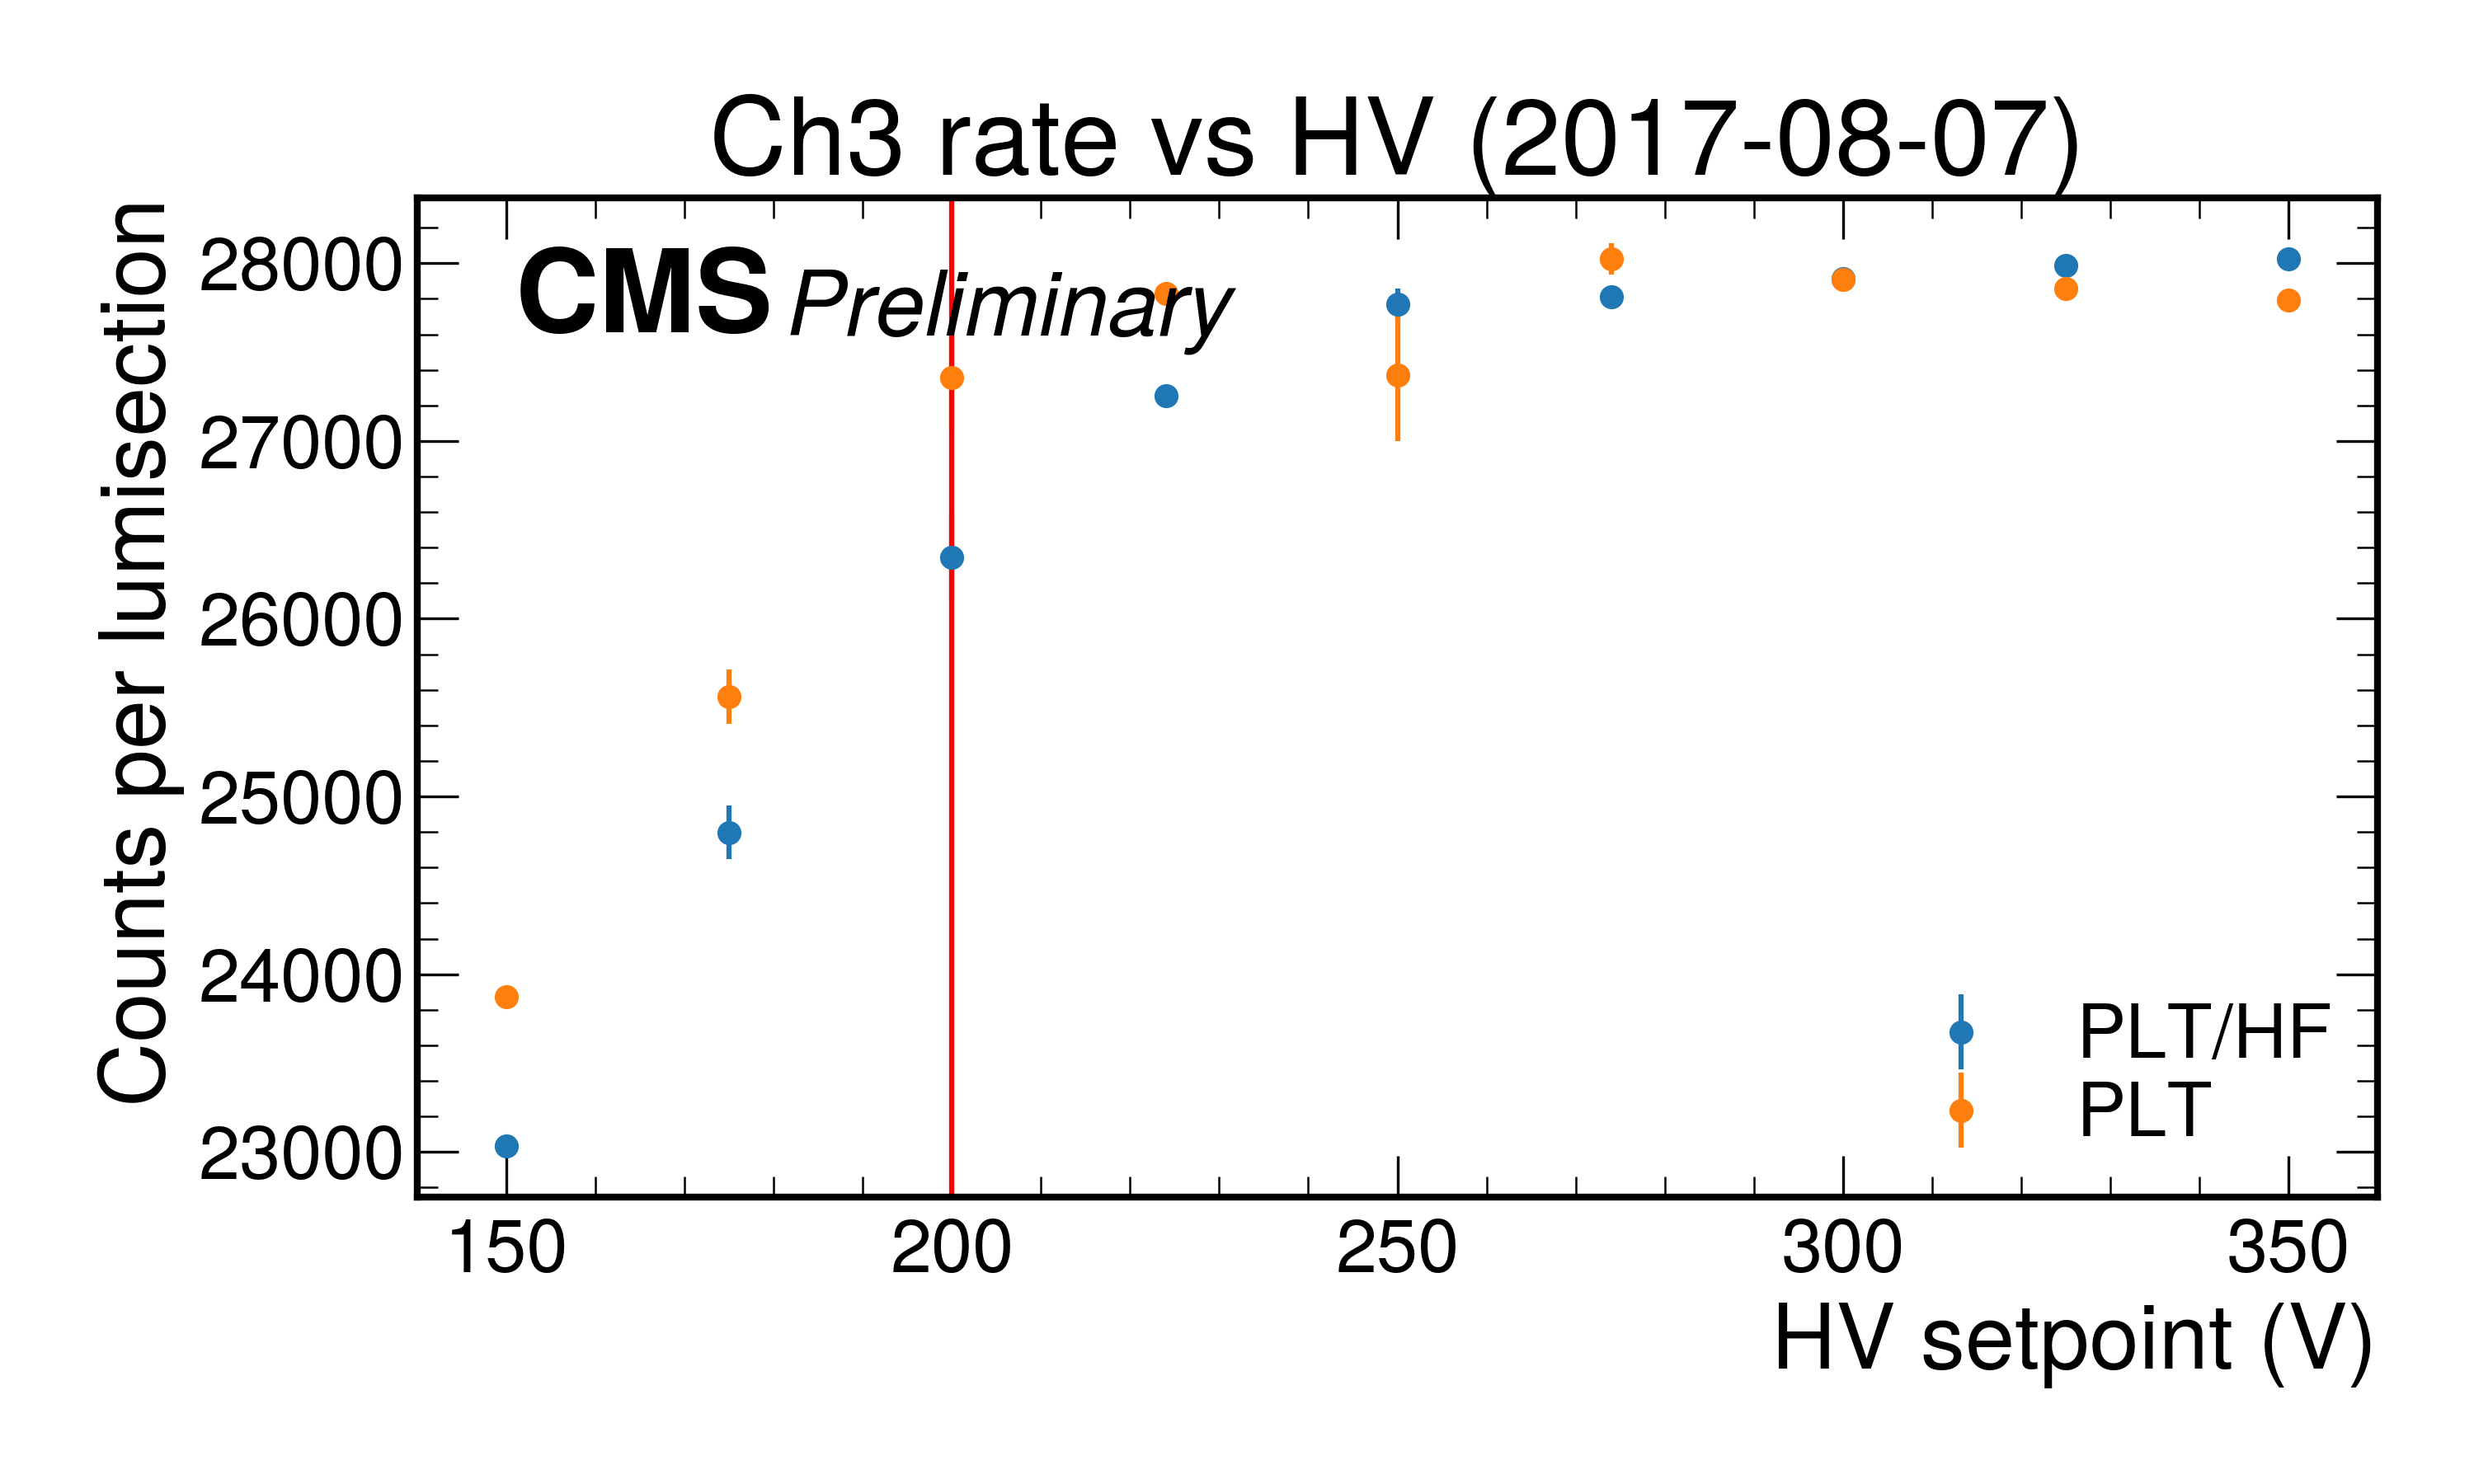 Ch3 rate vs HV (2017-08-07)
CMS Preliminary
Counts per lumisection
28000
27000
26000
25000
24000
23000
PLT/HF
PLT
150 200 250 300 350
HV setpoint (V)